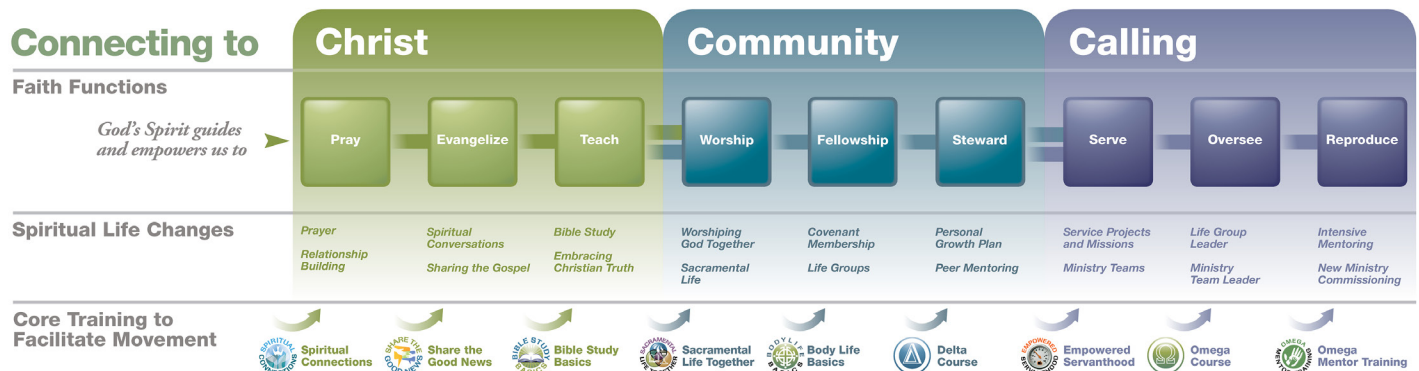 Connecting to
Christ
Community
Calling
Faith Functions
God's Spirit guides
and empowers us to
Pray
Evangelize
Teach
Worship
Fellowship
Steward
Serve
Oversee
Reproduce
Spiritual Life Changes
Prayer
Relationship
Building
Spiritual
Conversations
Sharing the Gospel
Bible Study
Embracing
Christian Truth
Worshiping
God Together
Sacramental
Life
Covenant
Membership
Life Groups
Personal
Growth Plan
Peer Mentoring
Service Projects
and Missions
Ministry Teams
Life Group
Leader
Ministry
Team Leader
Intensive
Mentoring
New Ministry
Commissioning
Core Training to
Facilitate Movement
Spiritual
Connections
Share the
Good News
Bible Study
Basics
Sacramental
Life Together
Body Life
Basics
Delta
Course
Empowered
Servanthood
Omega
Course
Omega
Mentor Training